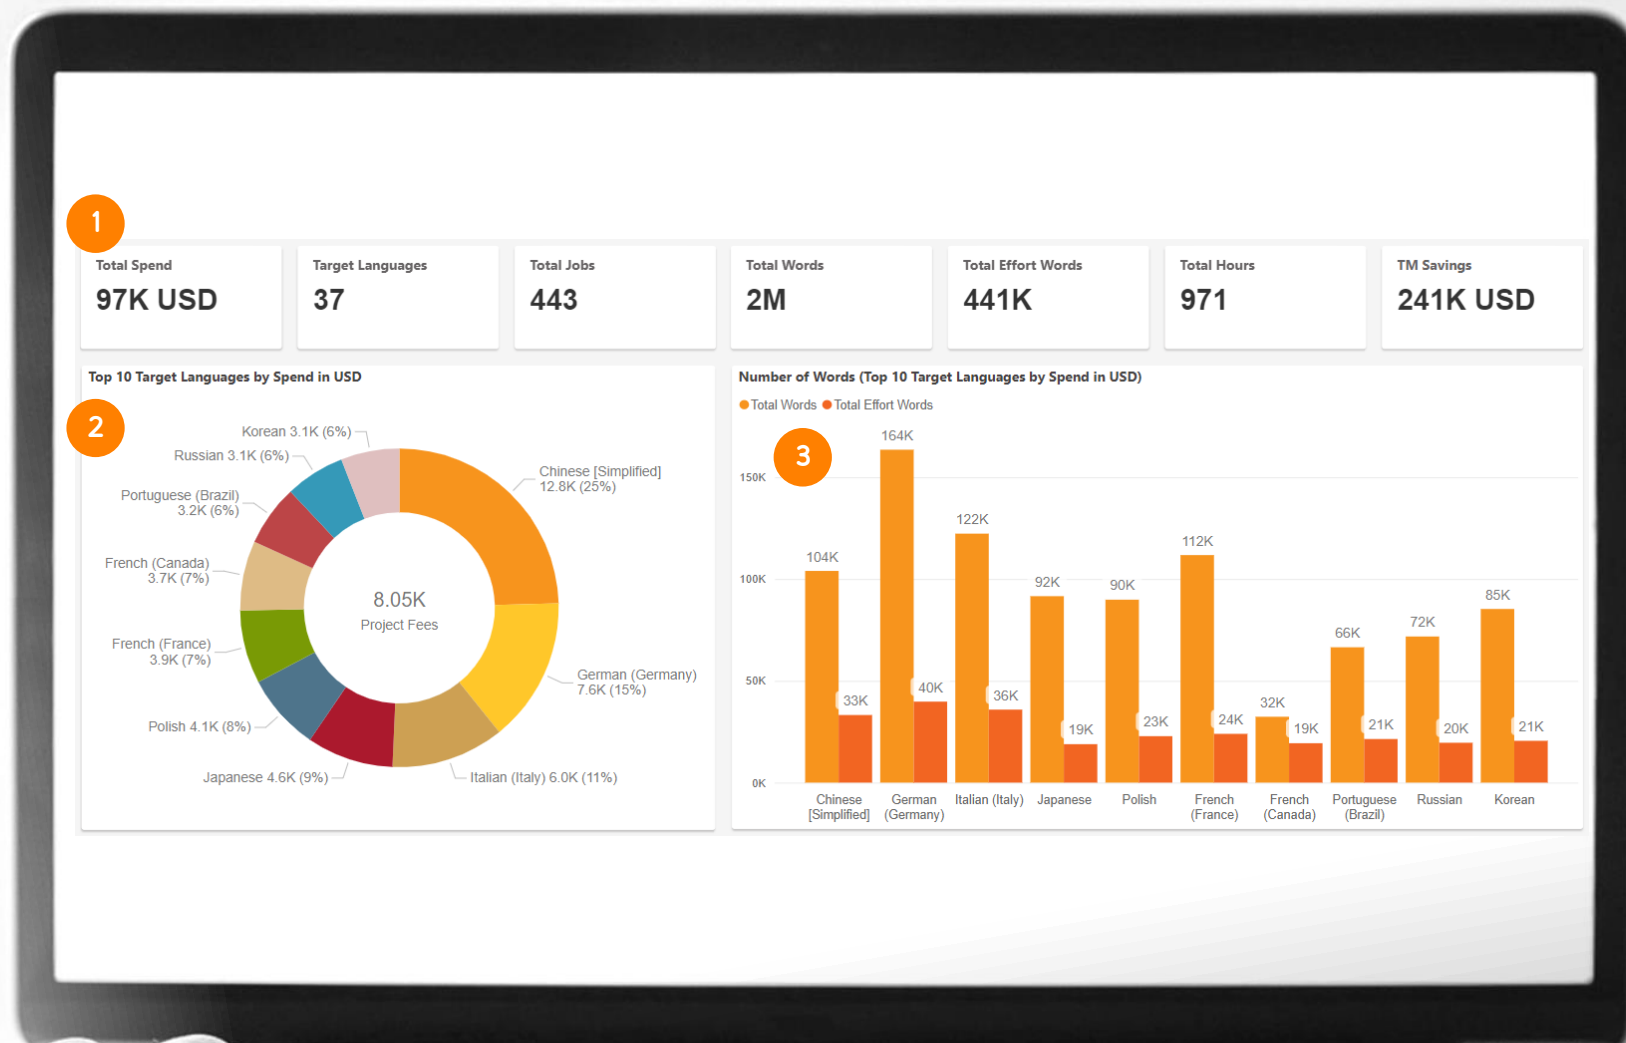 1
Total Spend
97K USD
Target Languages
37
Total Jobs
443
Total Words
2M
Total Effort Words
441K
Total Hours
971
TM Savings
241K USD
Top 10 Target Languages by Spend in USD
2
Korean 3.1K (6%)
Russian 3.1K (6%)
Portuguese (Brazil)
3.2K (6%)
French (Canada)
3.7K (7%)
French (France)
3.9K (7%)
Polish 4.1K (8%)
Japanese 4.6K (9%)
Italian (Italy) 6.0K (11%)
German (Germany)
7.6K (15%)
Chinese [Simplified]
12.8K (25%)
8.05K
Project Fees
Number of Words (Top 10 Target Languages by Spend in USD)
Total Words
Total Effort Words
3
150K
100K
50K
0K
104K
33K
164K
40K
122K
36K
92K
19K
90K
23K
112K
24K
32K
19K
66K
21K
72K
20K
85K
21K
Chinese
[Simplified]
German
(Germany)
Italian (Italy)
Japanese
Polish
French
(France)
French
(Canada)
Portuguese
(Brazil)
Russian
Korean